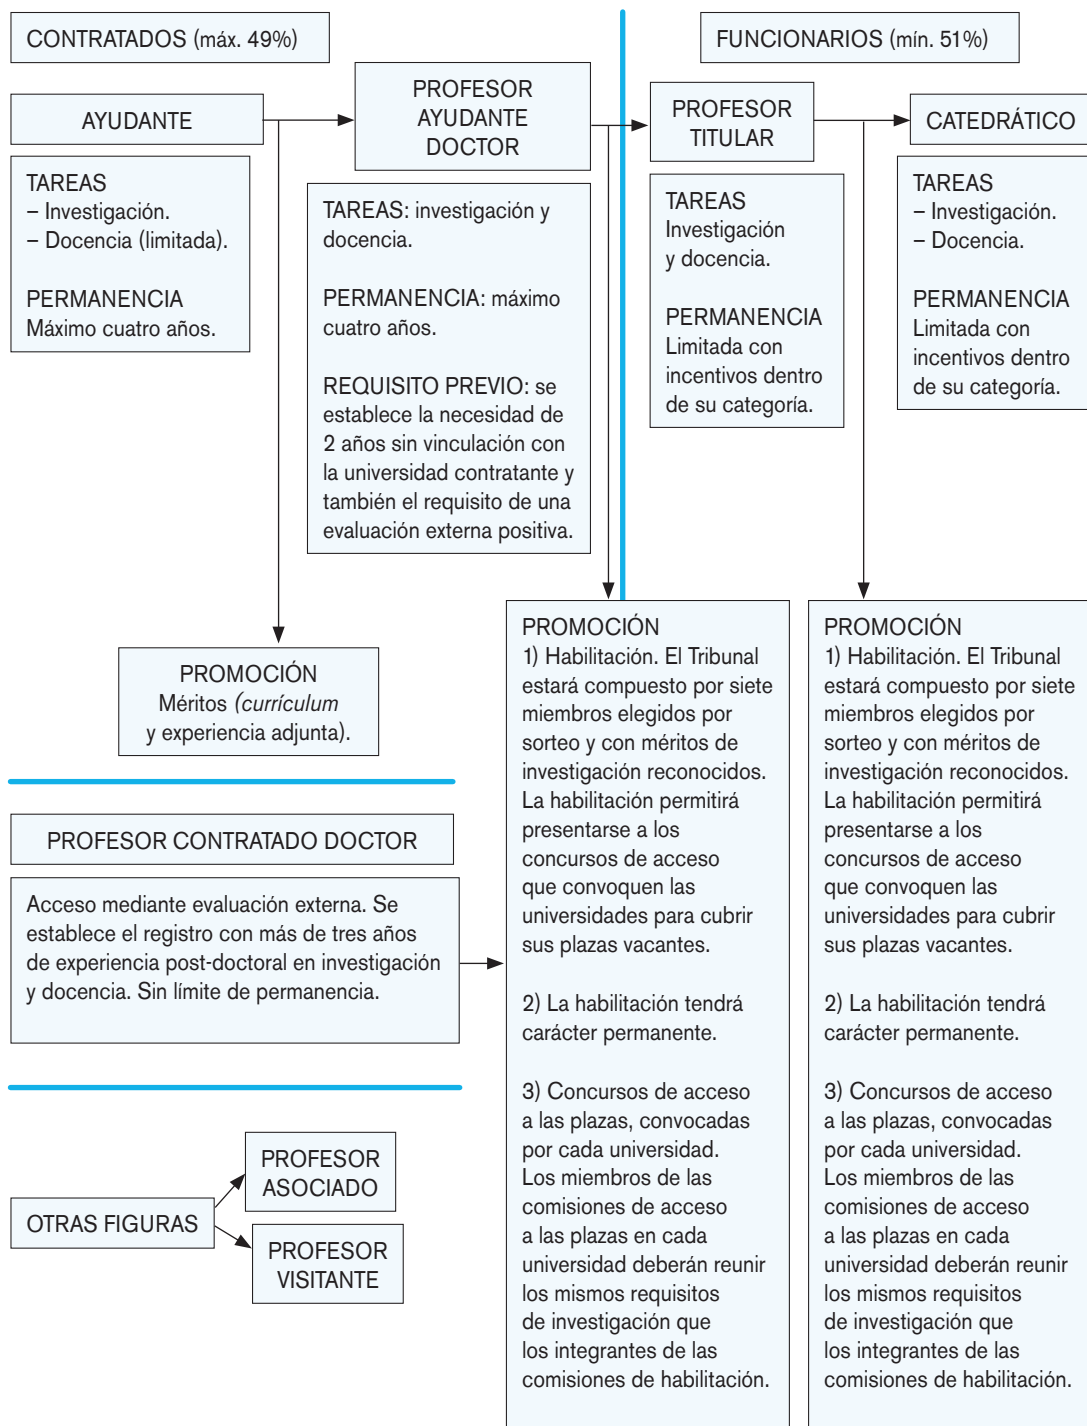 CONTRATADOS (máx. 49%)
FUNCIONARIOS (mín. 51%)
AYUDANTE
PROFESOR
AYUDANTE
DOCTOR
PROFESOR
TITULAR
CATEDRÁTICO
TAREAS
– Investigación.
– Docencia (limitada).
PERMANENCIA
Máximo cuatro años.
TAREAS: investigación y
docencia.
PERMANENCIA: máximo
cuatro años.
REQUISITO PREVIO: se
establece la necesidad de
2 años sin vinculación con
la universidad contratante y
también el requisito de una
evaluación externa positiva.
TAREAS
Investigación
y docencia.
PERMANENCIA
Limitada con
incentivos dentro
de su categoría.
TAREAS
– Investigación.
– Docencia.
PERMANENCIA
Limitada con
incentivos dentro
de su categoría.
PROMOCIÓN
Méritos (currículum
y experiencia adjunta).
PROFESOR CONTRATADO DOCTOR
Acceso mediante evaluación externa. Se
establece el registro con más de tres años
de experiencia post-doctoral en investigación
y docencia. Sin límite de permanencia.
OTRAS FIGURAS
PROFESOR
ASOCIADO
PROFESOR
VISITANTE
PROMOCIÓN
1) Habilitación. El Tribunal
estará compuesto por siete
miembros elegidos por
sorteo y con méritos de
investigación reconocidos.
La habilitación permitirá
presentarse a los
concursos de acceso
que convoquen las
universidades para cubrir
sus plazas vacantes.
2) La habilitación tendrá
carácter permanente.
3) Concursos de acceso
a las plazas, convocadas
por cada universidad.
Los miembros de las
comisiones de acceso
a las plazas en cada
universidad deberán reunir
los mismos requisitos
de investigación que
los integrantes de las
comisiones de habilitación.
PROMOCIÓN
1) Habilitación. El Tribunal
estará compuesto por siete
miembros elegidos por
sorteo y con méritos de
investigación reconocidos.
La habilitación permitirá
presentarse a los
concursos de acceso
que convoquen las
universidades para cubrir
sus plazas vacantes.
2) La habilitación tendrá
carácter permanente.
3) Concursos de acceso
a las plazas, convocadas
por cada universidad.
Los miembros de las
comisiones de acceso
a las plazas en cada
universidad deberán reunir
los mismos requisitos
de investigación que
los integrantes de las
comisiones de habilitación.